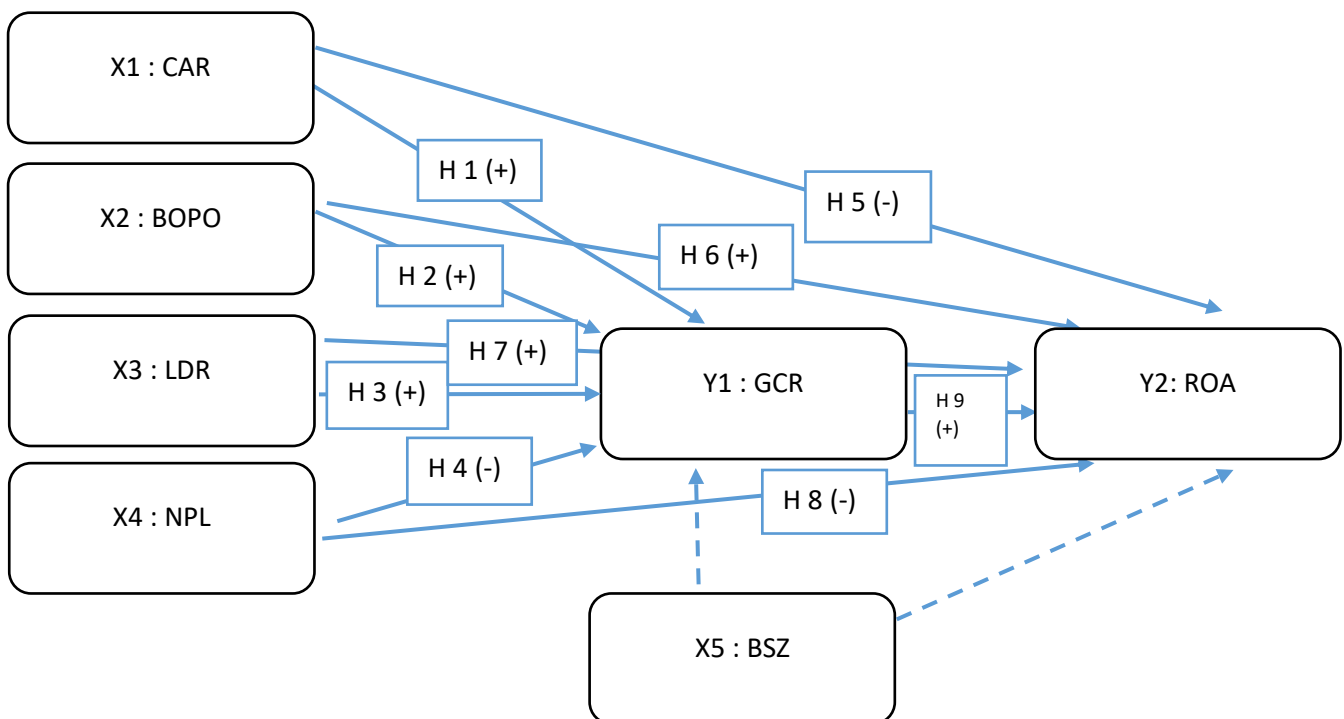 X1 : CAR
H 1 (+)
H 5 (-)
X2 : BOPO
H 6 (+)
H 2 (+)
H 7 (+)
X3 : LDR
H 3 (+)
Y1 : GCR
H 9
(+)
Y2: ROA
H 4 (-)
H 8 (-)
X4 : NPL
X5 : BSZ